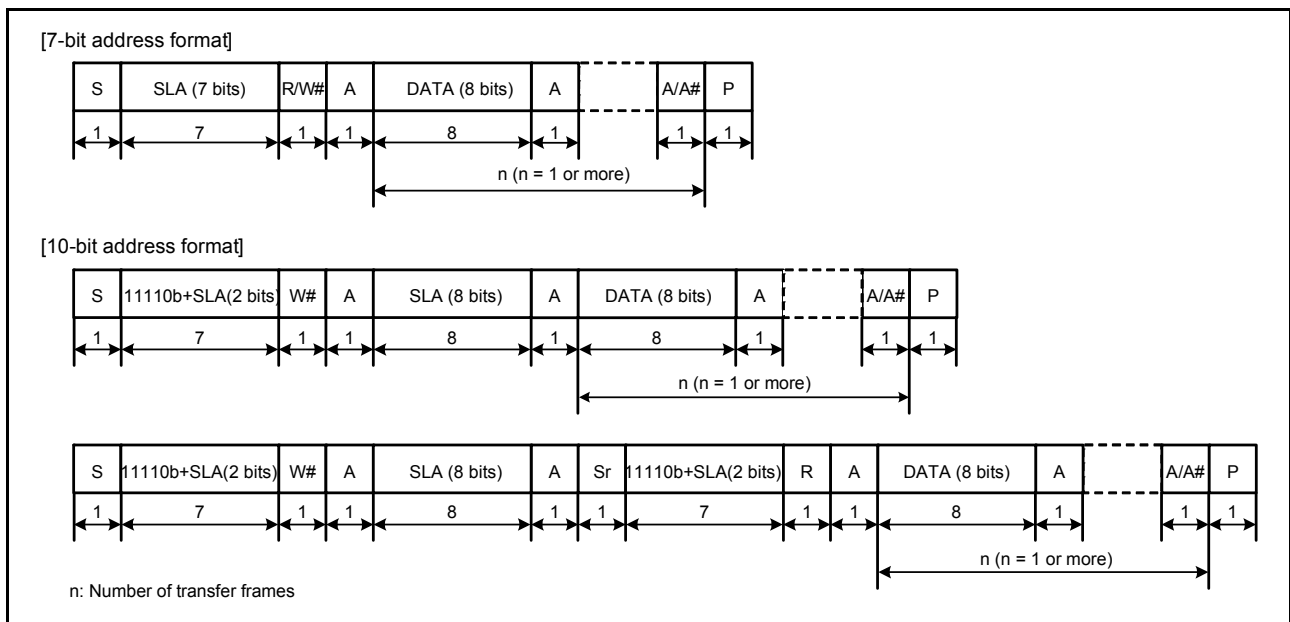 [7-bit address format]
S SLA (7 bits) R/W# A DATA (8 bits) A A/A# P
1 7 1 1 8 1 1 1
n (n = 1 or more)
[10-bit address format]
S 11110b+SLA(2 bits) W# A SLA (8 bits) A DATA (8 bits) A A/A# P
1 7 1 1 8 1 8 1 1 1
n (n = 1 or more)
S 11110b+SLA(2 bits) W# A SLA (8 bits) A Sr 11110b+SLA(2 bits) R A DATA (8 bits) A A/A# P
1 7 1 1 8 1 1 7 1 1 8 1 1 1
n (n = 1 or more)
n: Number of transfer frames